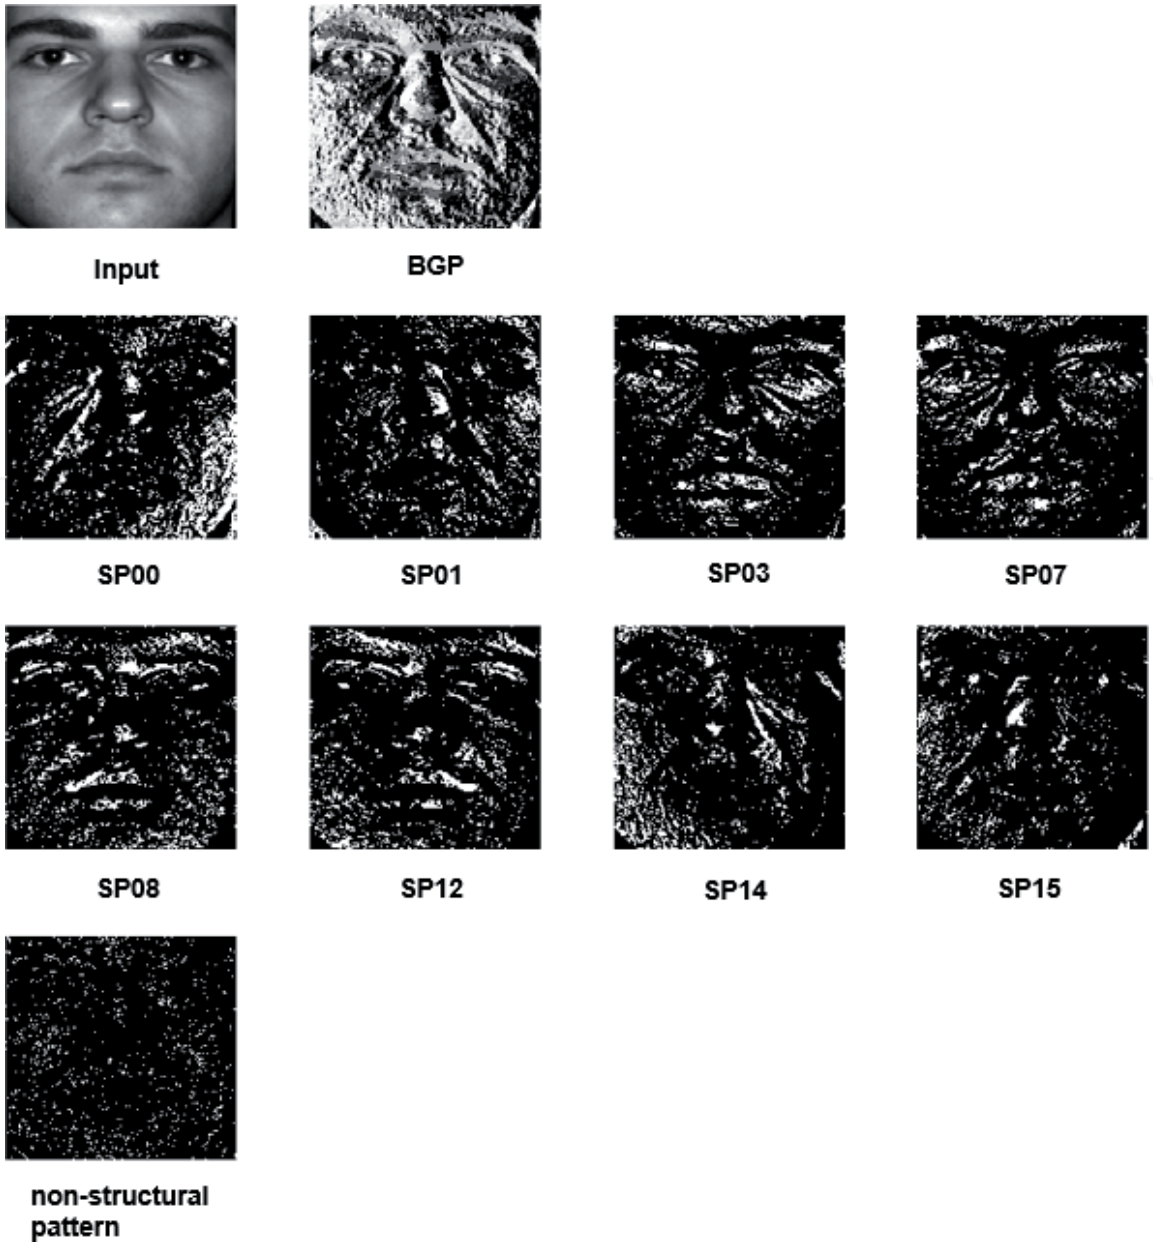 Input
BGP
SP00
SP01
SP03
SP07
SP08
SP12
SP14
SP15
non-structural
pattern